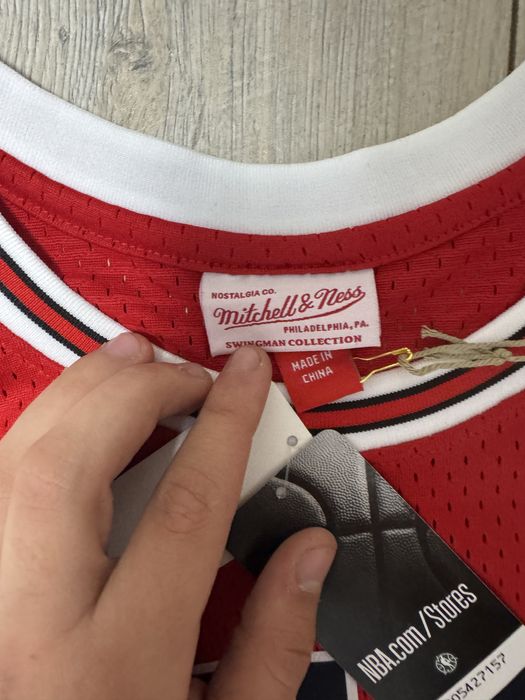 NOSTALGIA CO.
Mitchell & Ness
PHILADELPHIA, PA.
SWINGMAN COLLECTION
MADE IN
CHINA
NBA.com/Stores
05427157